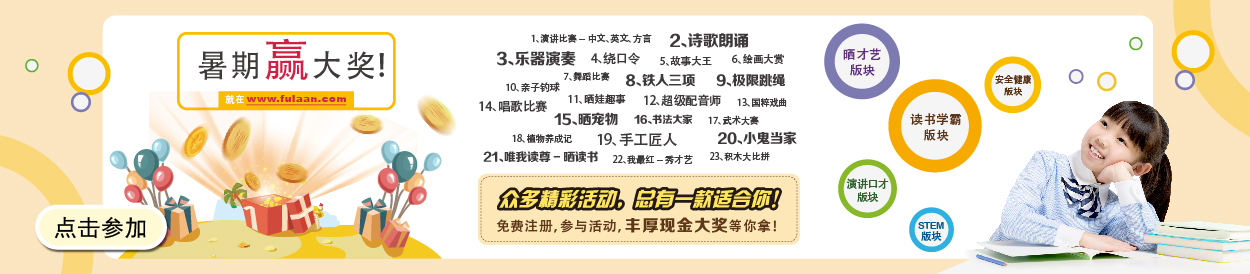 暑期赢大奖!
就在 www.fulaan.com
点击参加
1、演讲比赛－中文、英文、方言 2、诗歌朗诵
3、乐器演奏 4、绕口令 5、故事大王 6、绘画大赏
7、舞蹈比赛 8、铁人三项 9、极限跳绳
10、亲子钓球
14、唱歌比赛 11、晒娃趣事 12、超级配音师 13、国粹戏曲
15、晒宠物 16、书法大家 17、武术大赛
18、植物养成记 19、手工匠人 20、小鬼当家
21、唯我读尊－晒读书 22、我最红－秀才艺 23、积木大比拼
众多精彩活动，总有一款适合你!
免费注册，参与活动，丰厚现金大奖等你拿！
晒才艺
版块
读书学霸
版块
安全健康
版块
演讲口才
版块
STEM
版块